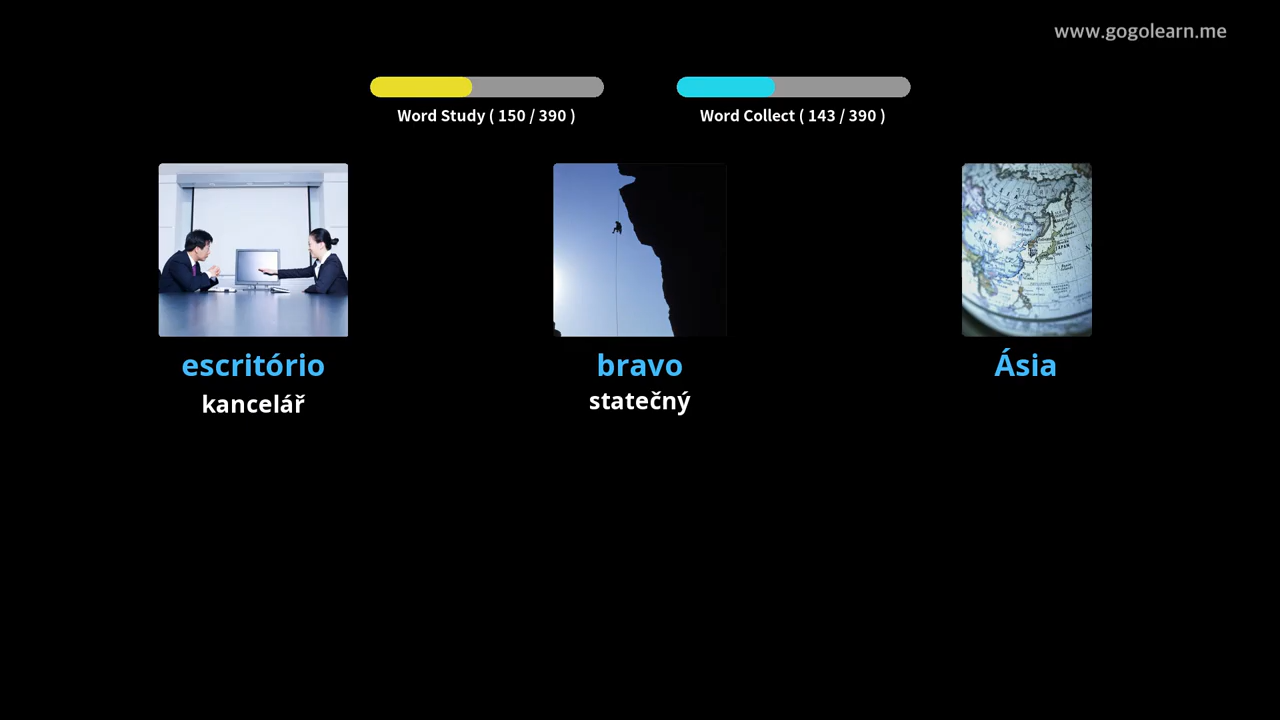 www.gogolearn.me
Word Study ( 150 / 390 )
Word Collect ( 143 / 390 )
escritório
bravo
Ásia
kancelář
statečný